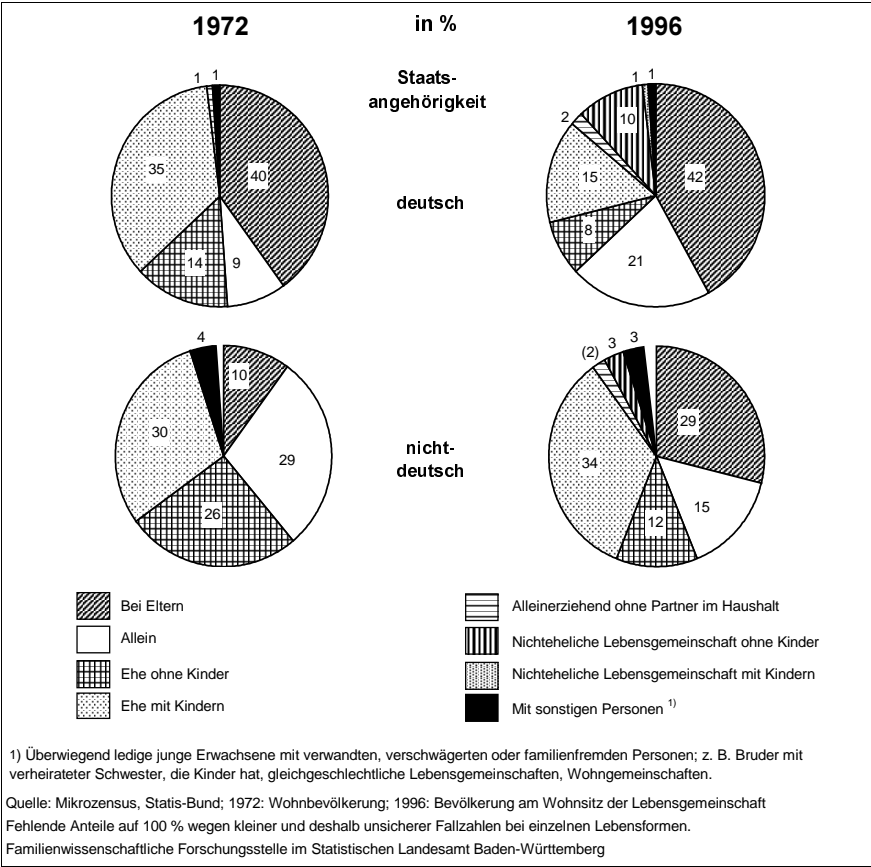 1972 in % 1996
Staats-
angehörigkeit
1 1
35
40
14
9
deutsch
1 1
2
10
15
42
8
21
4
10
30
29
26
nicht-
deutsch
(2) 3 3
29
34
15
12
Bei Eltern
Allein
Ehe ohne Kinder
Ehe mit Kindern
Alleinerziehend ohne Partner im Haushalt
Nichteheliche Lebensgemeinschaft ohne Kinder
Nichteheliche Lebensgemeinschaft mit Kindern
Mit sonstigen Personen 1)
1) Überwiegend ledige junge Erwachsene mit verwandten, verschwägerten oder familienfremden Personen; z. B. Bruder mit
verheirateter Schwester, die Kinder hat, gleichgeschlechtliche Lebensgemeinschaften, Wohngemeinschaften.
Quelle: Mikrozensus, Statis-Bund; 1972: Wohnbevölkerung; 1996: Bevölkerung am Wohnsitz der Lebensgemeinschaft
Fehlende Anteile auf 100 % wegen kleiner und deshalb unsicherer Fallzahlen bei einzelnen Lebensformen.
Familienwissenschaftliche Forschungsstelle im Statistischen Landesamt Baden-Württemberg